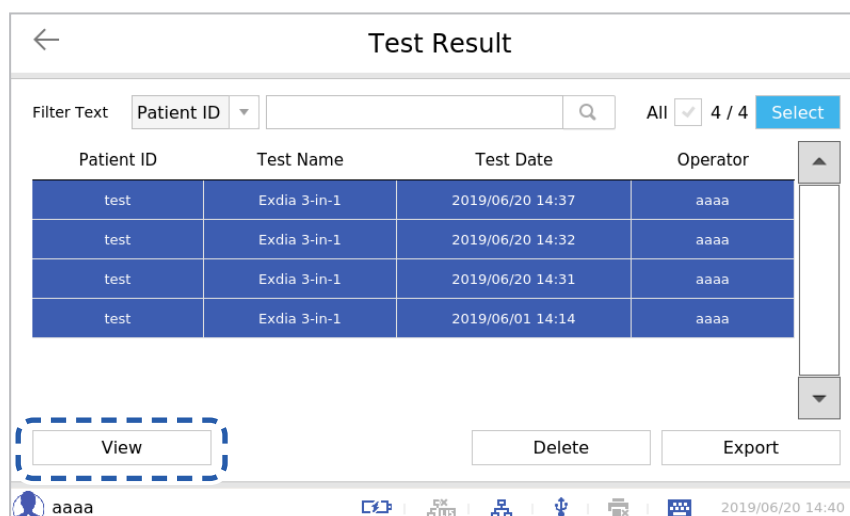 Test Result
Filter Text Patient ID All 4 / 4 Select
Patient ID Test Name Test Date Operator
test Exdia 3-in-1 2019/06/20 14:37 aaaa
test Exdia 3-in-1 2019/06/20 14:32 aaaa
test Exdia 3-in-1 2019/06/20 14:31 aaaa
test Exdia 3-in-1 2019/06/01 14:14 aaaa
View Delete Export
aaaa 2019/06/20 14:40